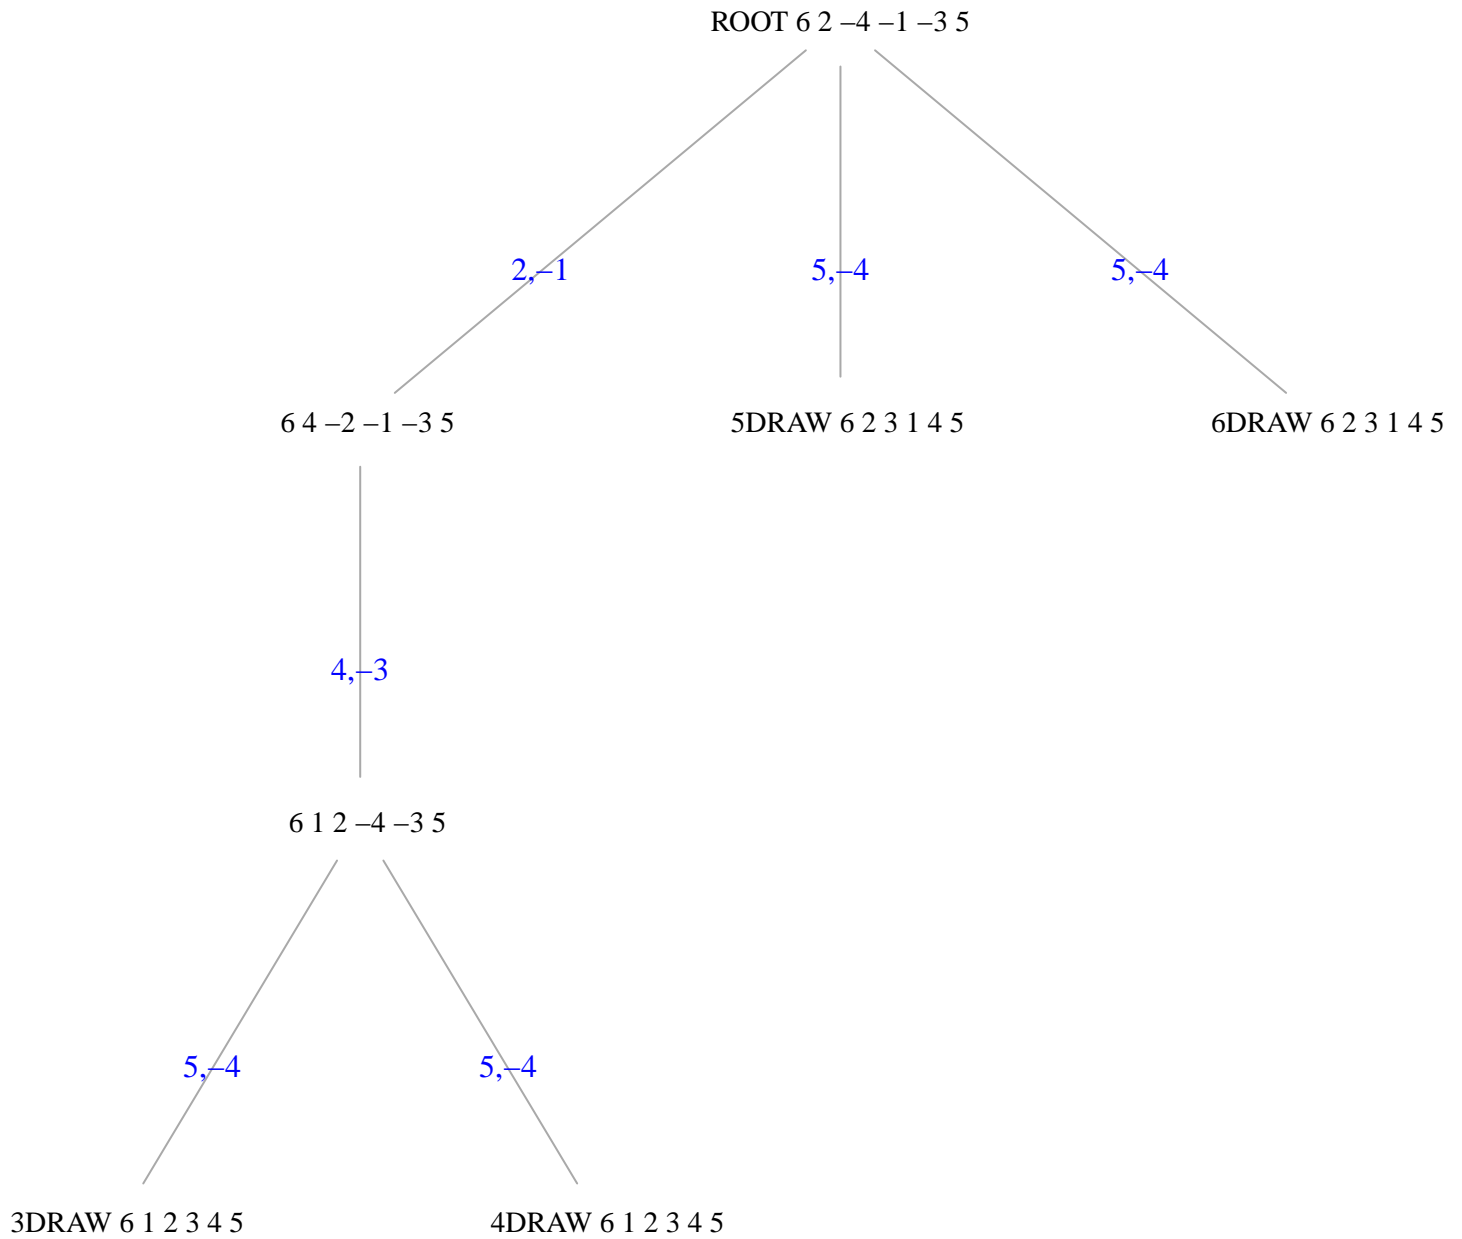 ROOT 6 2 –4 –1 –3 5
2,–1
5,–4
5,–4
6 4 –2 –1 –3 5
5DRAW 6 2 3 1 4 5
6DRAW 6 2 3 1 4 5
4,–3
6 1 2 –4 –3 5
5,–4
5,–4
3DRAW 6 1 2 3 4 5
4DRAW 6 1 2 3 4 5